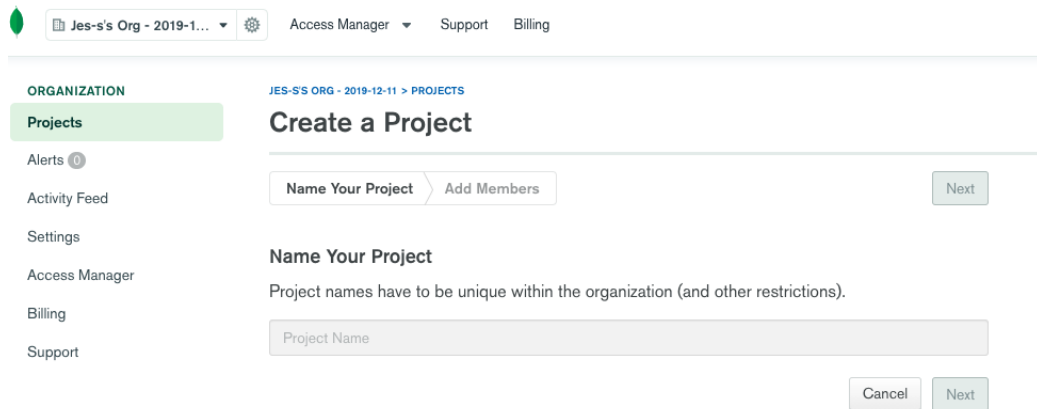 Jes-s's Org - 2019-1... Access Manager Support Billing
ORGANIZATION
Projects
Alerts 0
Activity Feed
Settings
Access Manager
Billing
Support
JES-S'S ORG - 2019-12-11 > PROJECTS
Create a Project
Name Your Project Add Members Next
Name Your Project
Project names have to be unique within the organization (and other restrictions).
Project Name
Cancel Next